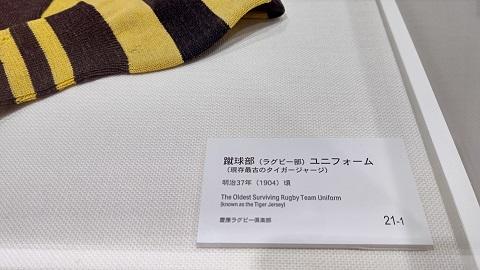 蹴球部（ラグビー部）ユニフォーム
（現存最古のタイガージャージ）
明治37年（1904）頃
The Oldest Surviving Rugby Team Uniform
(known as the Tiger Jersey)
慶應ラグビー倶楽部
21-1